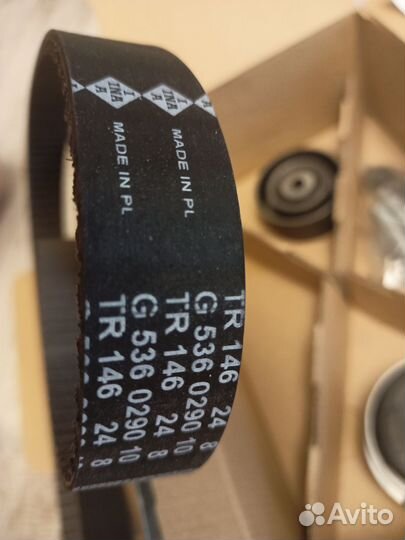 I
INA
A
I
INA
A
MADE IN PL
MADE IN PL
TR 146 24 8
G 536 0290 10
TR 146 24 8
G 536 0290 10
TR 146 24 8
Avito